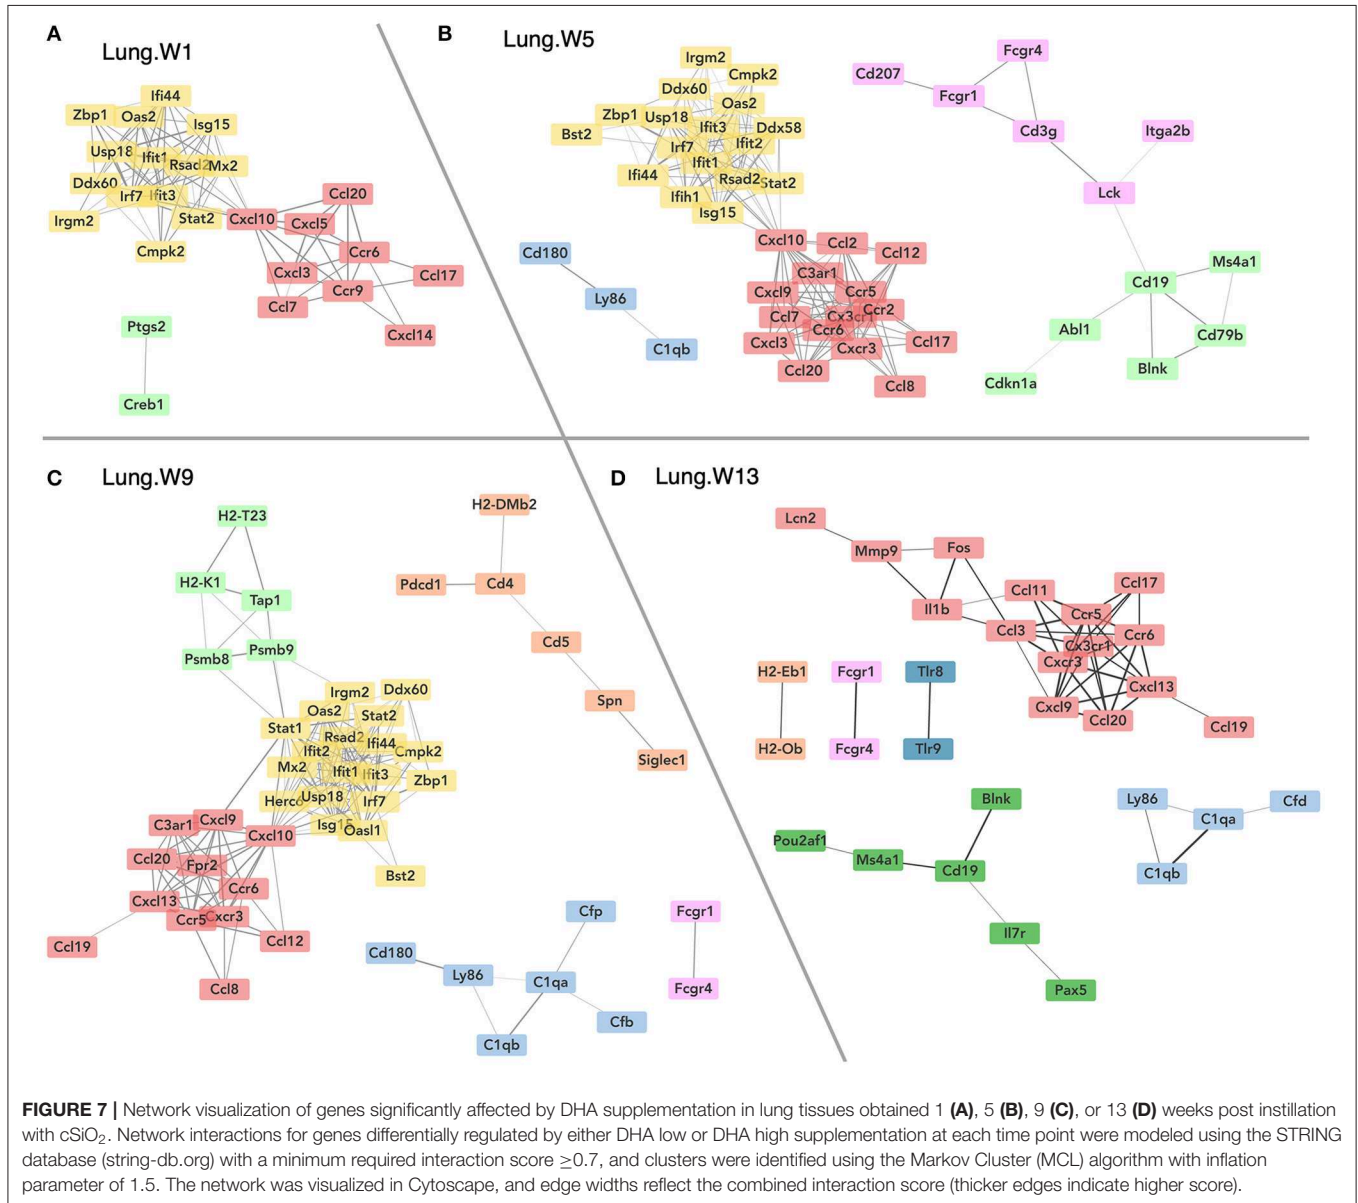 A
Lung.W1
Ifi44
Zbp1
Oas2
Isg15
Usp18
Ifit1
Rsad2
Mx2
Ddx60
Irf7
Ifit3
Irgm2
Stat2
Cmpk2
Cxcl10
Ccl20
Cxcl5
Ccr6
Cxcl3
Ccl17
Ccr9
Ccl7
Cxcl14
Ptgs2
Creb1
B
Lung.W5
Irgm2
Cmpk2
Ddx60
Oas2
Zbp1
Usp18
Ifit3
Ddx58
Bst2
Irf7
Ifit2
Ifit1
Ifi44
Rsad2
Stat2
Ifih1
Isg15
Cxcl10
Ccl2
Ccl12
C3ar1
Cxcl9
Ccr5
Ccl7
Cx3cr1
Ccr2
Ccr6
Cxcl3
Cxcr3
Ccl17
Ccl20
Ccl8
Cd180
Ly86
C1qb
Fcgr4
Cd207
Fcgr1
Cd3g
Itga2b
Lck
Ms4a1
Cd19
Abl1
Cd79b
Blnk
Cdkn1a
C
Lung.W9
H2-T23
H2-K1
Tap1
Psmb8
Psmb9
Irgm2
Ddx60
Oas2
Stat2
Stat1
Rsad2
Ifi44
Ifit2
Cmpk2
Mx2
Ifit1
Ifit3
Zbp1
Usp18
Irf7
Isg15
Oasl1
Bst2
C3ar1
Cxcl9
Cxcl10
Ccl20
Fpr2
Ccr6
Cxcl13
Ccr5
Cxcr3
Ccl19
Ccl12
Ccl8
H2-DMb2
Pdcd1
Cd4
Cd5
Spn
Siglec1
Cfp
Cd180
Ly86
C1qa
Cfb
C1qb
Fcgr1
Fcgr4
D
Lung.W13
Lcn2
Mmp9
Fos
Il1b
Ccl11
Ccl17
Ccr5
Ccl3
Ccr6
Cx3cr1
Cxcr3
Cxcl13
Cxcl9
Ccl20
Ccl19
H2-Eb1
Fcgr1
Tlr8
H2-Ob
Fcgr4
Tlr9
Blnk
Pou2af1
Ms4a1
Cd19
Il7r
Pax5
Ly86
Cfd
C1qa
C1qb
FIGURE 7 | Network visualization of genes significantly affected by DHA supplementation in lung tissues obtained 1 (A), 5 (B), 9 (C), or 13 (D) weeks post instillation
with cSiO₂. Network interactions for genes differentially regulated by either DHA low or DHA high supplementation at each time point were modeled using the STRING
database (string-db.org) with a minimum required interaction score ≥0.7, and clusters were identified using the Markov Cluster (MCL) algorithm with inflation
parameter of 1.5. The network was visualized in Cytoscape, and edge widths reflect the combined interaction score (thicker edges indicate higher score).